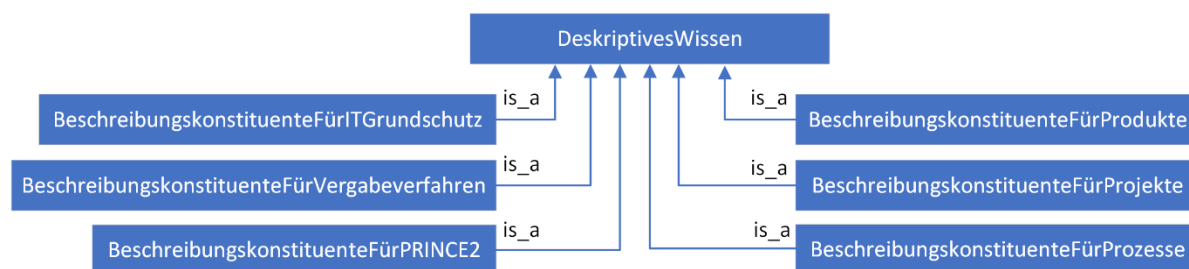 DeskriptivesWissen
is_a
is_a
BeschreibungskonstituenteFürITGrundschutz
BeschreibungskonstituenteFürProdukte
is_a
is_a
BeschreibungskonstituenteFürVergabeverfahren
BeschreibungskonstituenteFürProjekte
is_a
is_a
BeschreibungskonstituenteFürPRINCE2
BeschreibungskonstituenteFürProzesse